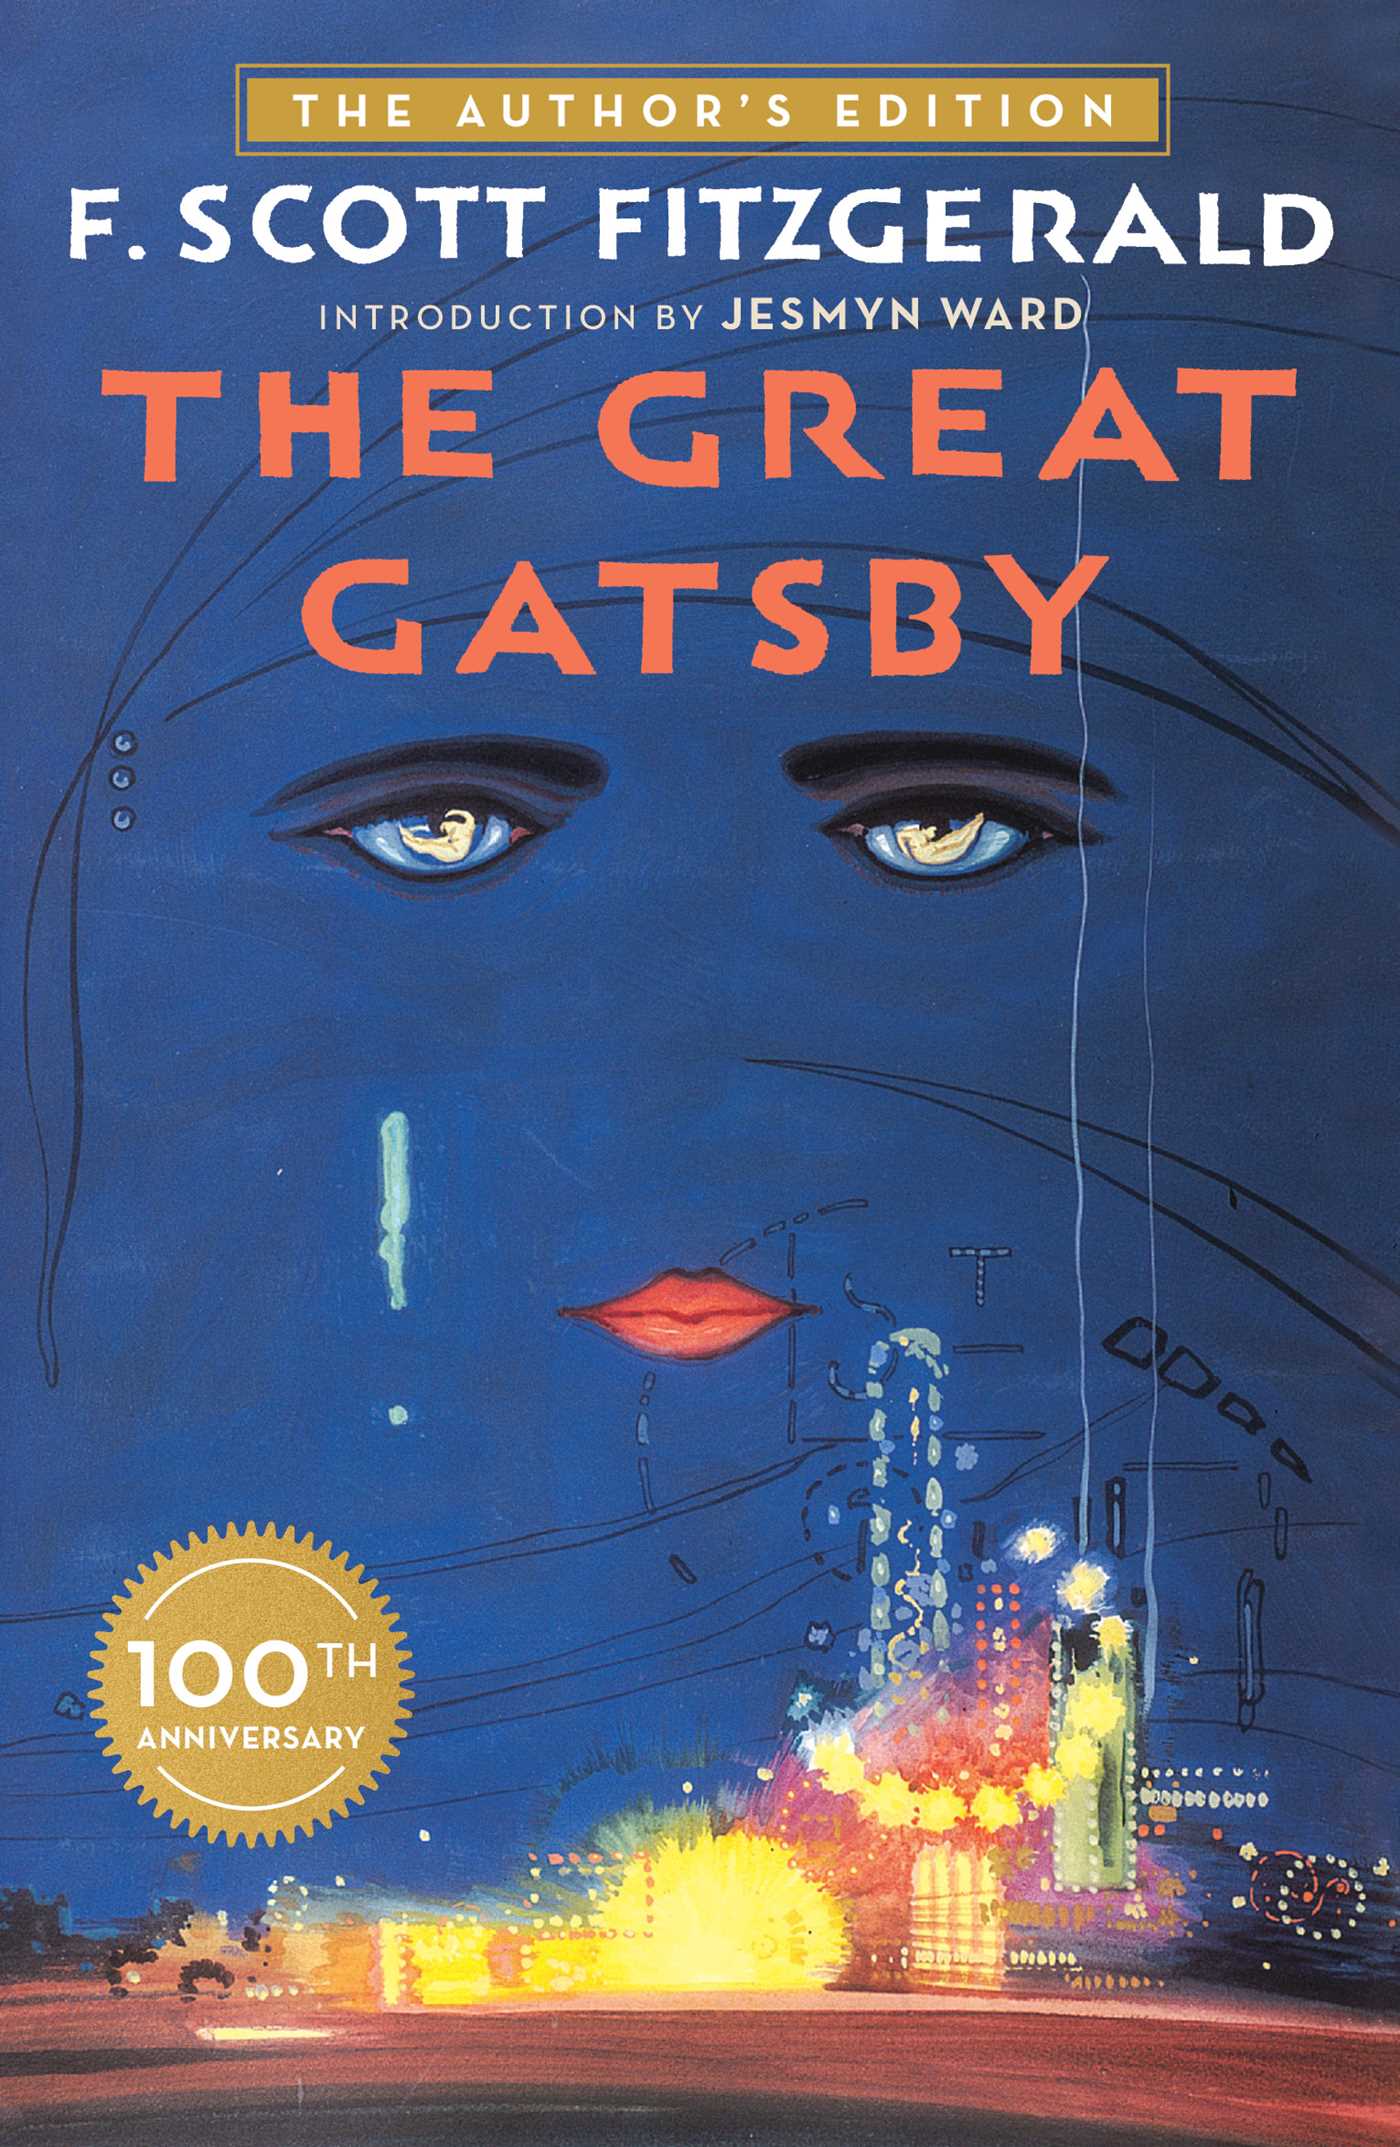 THE AUTHOR'S EDITION
F. SCOTT FITZGERALD
INTRODUCTION BY JESMYN WARD
THE GREAT
GATSBY
100TH
ANNIVERSARY